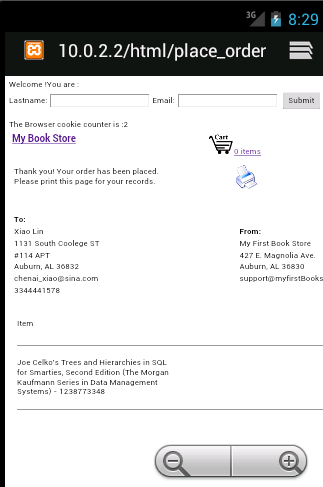 3G 8:29
10.0.2.2/html/place_order
Welcome !You are :
Lastname: Email: Submit
The Browser cookie counter is :2
My Book Store
Cart
0 items
Thank you! Your order has been placed.
Please print this page for your records.
To:
Xiao Lin
1131 South Coolege ST
#114 APT
Auburn, AL 36832
chenai_xiao@sina.com
3344441578
From:
My First Book Store
427 E. Magnolia Ave.
Auburn, AL 36830
support@myfirstBooks
Item
Joe Celko's Trees and Hierarchies in SQL
for Smarties, Second Edition (The Morgan
Kaufmann Series in Data Management
Systems) - 1238773348